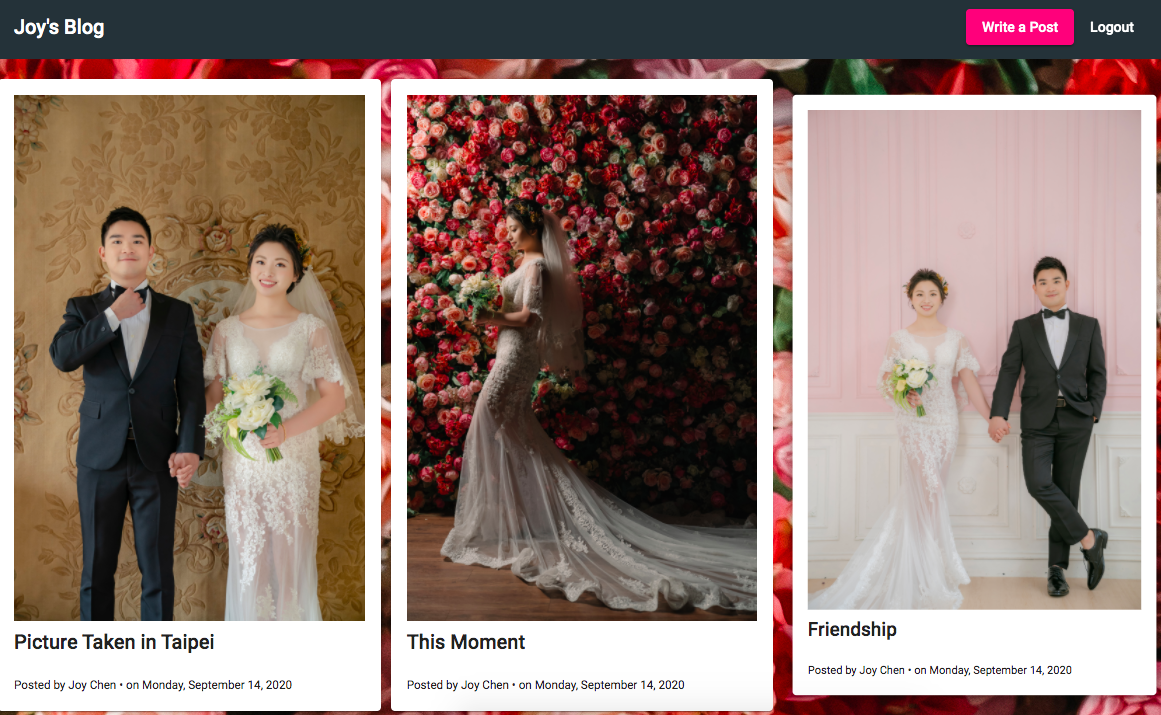 Joy's Blog
Write a Post
Logout
Picture Taken in Taipei
Posted by Joy Chen • on Monday, September 14, 2020
This Moment
Posted by Joy Chen • on Monday, September 14, 2020
Friendship
Posted by Joy Chen • on Monday, September 14, 2020